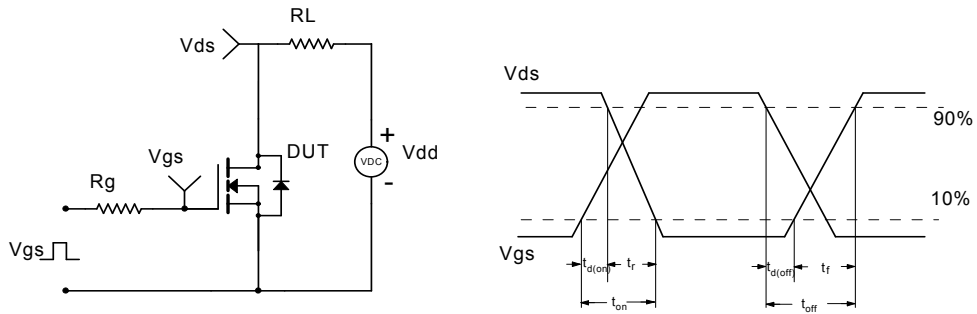 RL
Vds
Vgs
DUT
Rg
Vgs
+
VDC
-
Vdd
Vds
90%
10%
Vgs
td(on)
tr
td(off)
tf
ton
toff